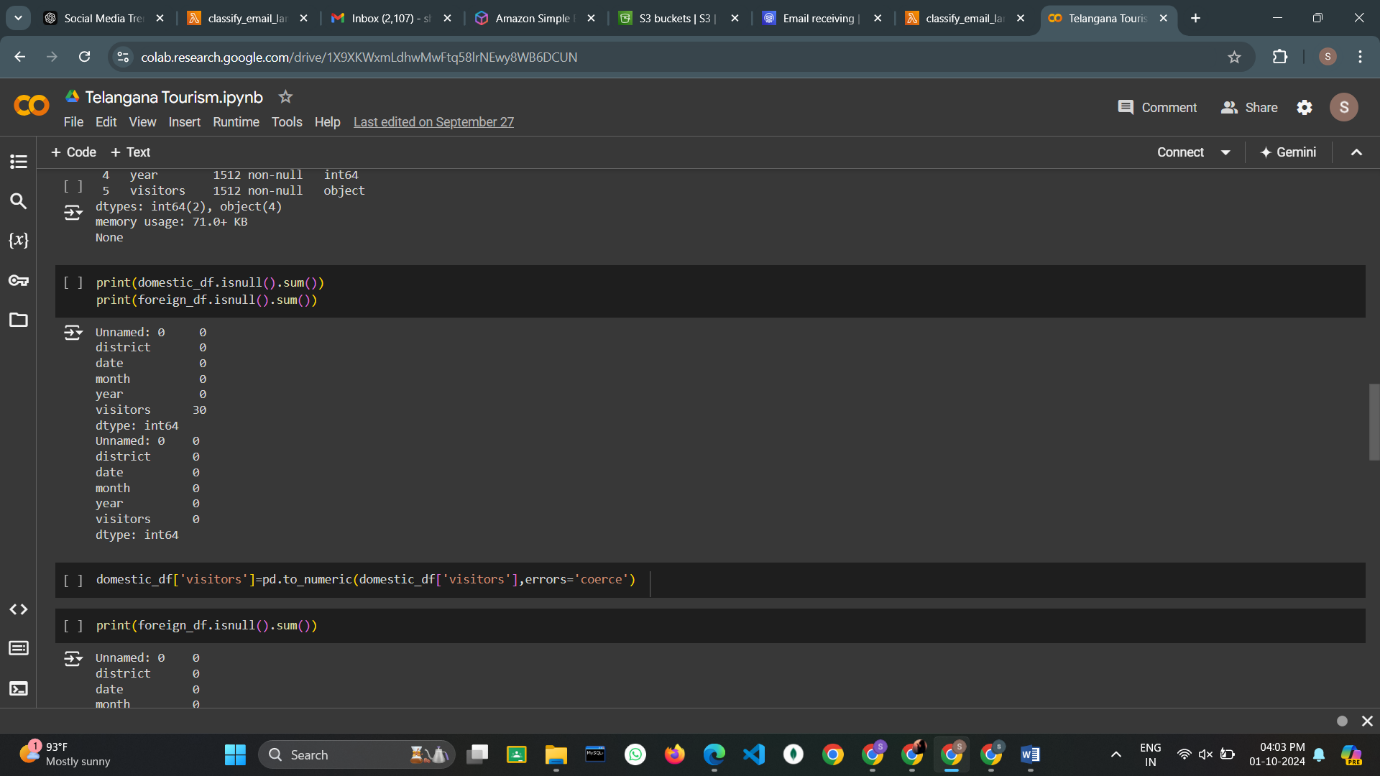 Social Media Tre
classify_email_lar
Inbox (2,107) - sl
Amazon Simple
S3 buckets | S3 |
Email receiving |
classify_email_la
Telangana Touris
colab.research.google.com/drive/1X9XKWxmLdhwMwFtq58lrNEwy8WB6DCUN
S
CO Telangana Tourism.ipynb
Comment Share S
File Edit View Insert Runtime Tools Help Last edited on September 27
+ Code + Text Connect Gemini
4 year 1512 non-null int64
[ ] 5 visitors 1512 non-null object
dtypes: int64(2), object(4)
memory usage: 71.0+ KB
None
[ ] print(domestic_df.isnull().sum())
print(foreign_df.isnull().sum())
Unnamed: 0 0
district 0
date 0
month 0
year 0
visitors 30
dtype: int64
Unnamed: 0 0
district 0
date 0
month 0
year 0
visitors 0
dtype: int64
[ ] domestic_df['visitors']=pd.to_numeric(domestic_df['visitors'],errors='coerce')
[ ] print(foreign_df.isnull().sum())
Unnamed: 0 0
district 0
date 0
month 0
1 93°F
Mostly sunny
Search
ENG
IN
04:03 PM
01-10-2024
PRE